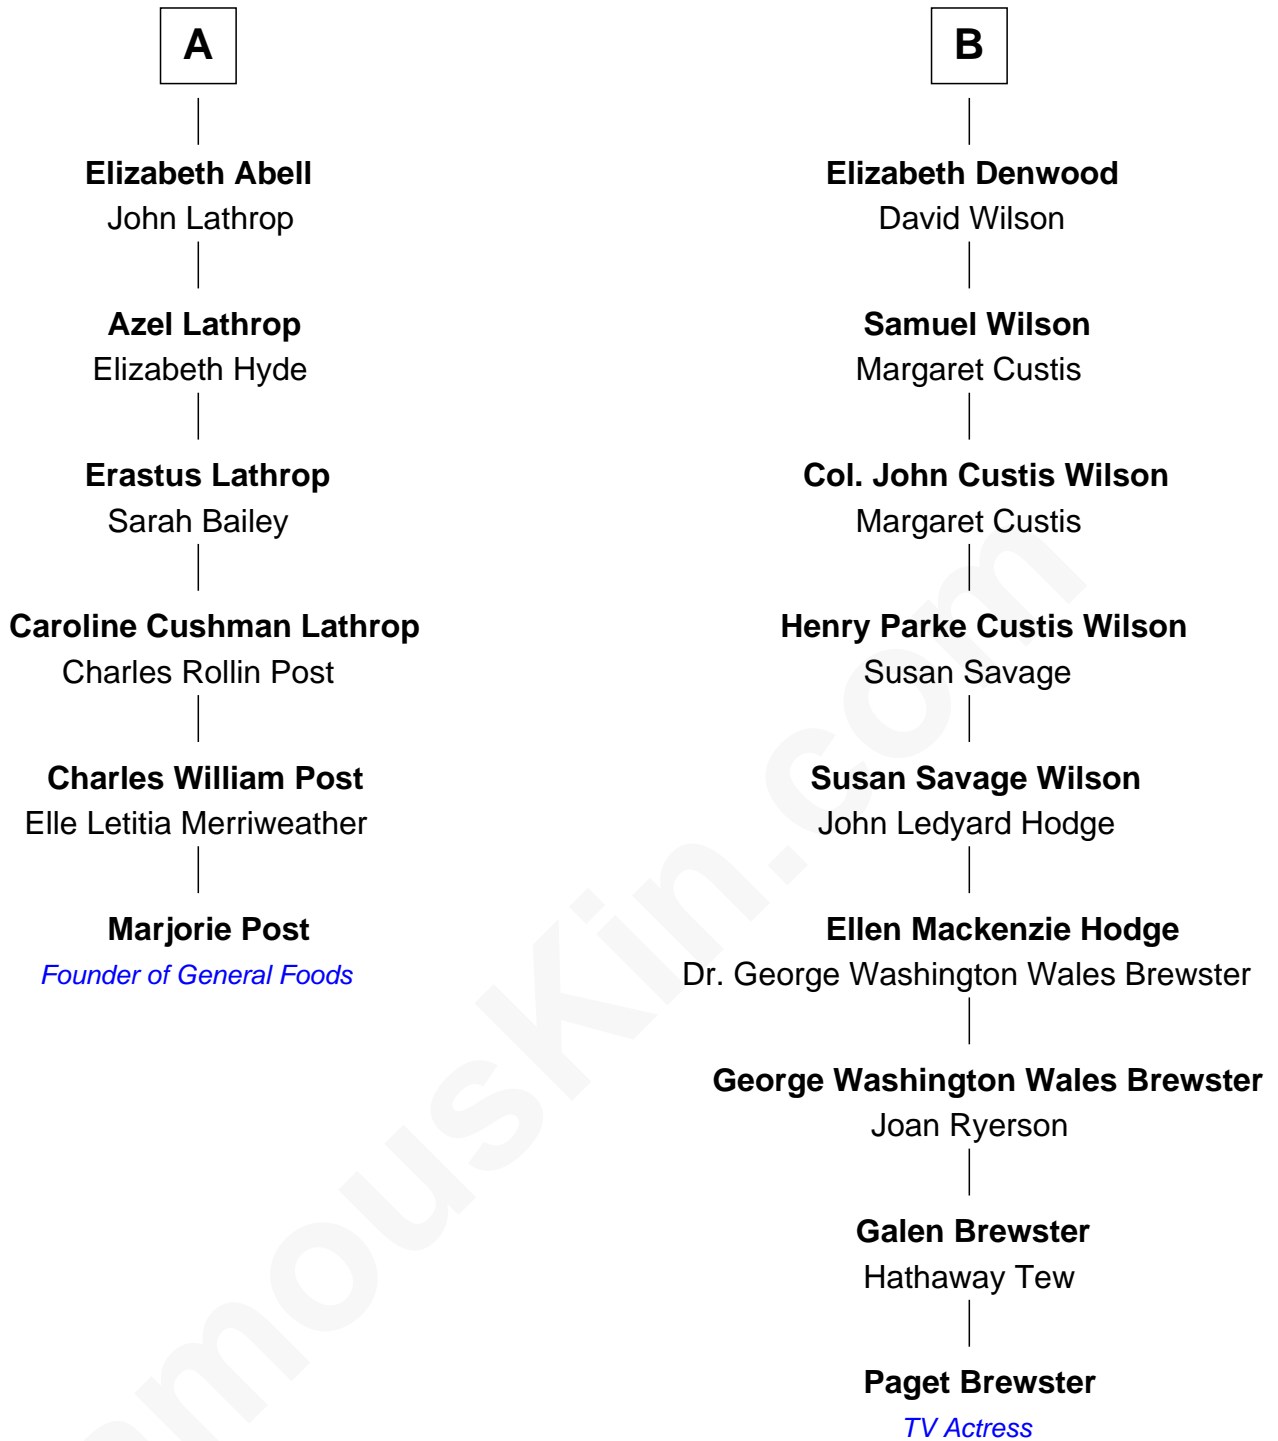 A
Elizabeth Abell
John Lathrop
Azel Lathrop
Elizabeth Hyde
Erastus Lathrop
Sarah Bailey
Caroline Cushman Lathrop
Charles Rollin Post
Charles William Post
Elle Letitia Merriweather
Marjorie Post
Founder of General Foods
B
Elizabeth Denwood
David Wilson
Samuel Wilson
Margaret Custis
Col. John Custis Wilson
Margaret Custis
Henry Parke Custis Wilson
Susan Savage
Susan Savage Wilson
John Ledyard Hodge
Ellen Mackenzie Hodge
Dr. George Washington Wales Brewster
George Washington Wales Brewster
Joan Ryerson
Galen Brewster
Hathaway Tew
Paget Brewster
TV Actress
amousKin.com